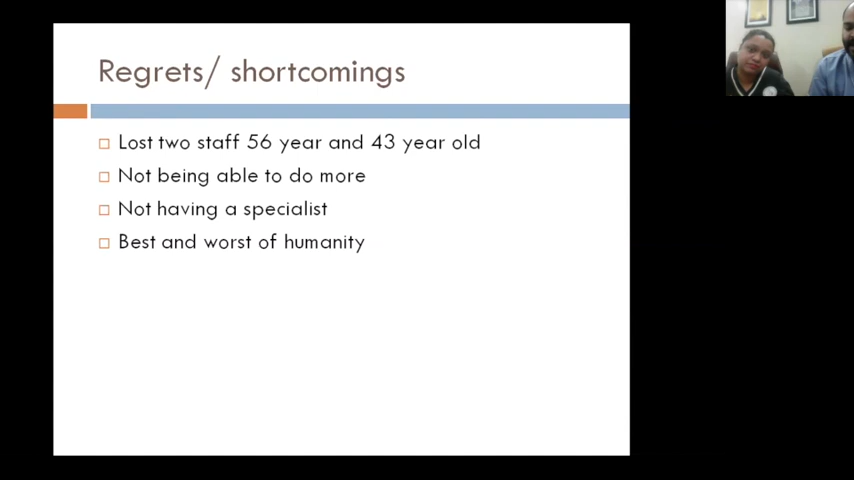 Regrets/ shortcomings
Lost two staff 56 year and 43 year old
Not being able to do more
Not having a specialist
Best and worst of humanity